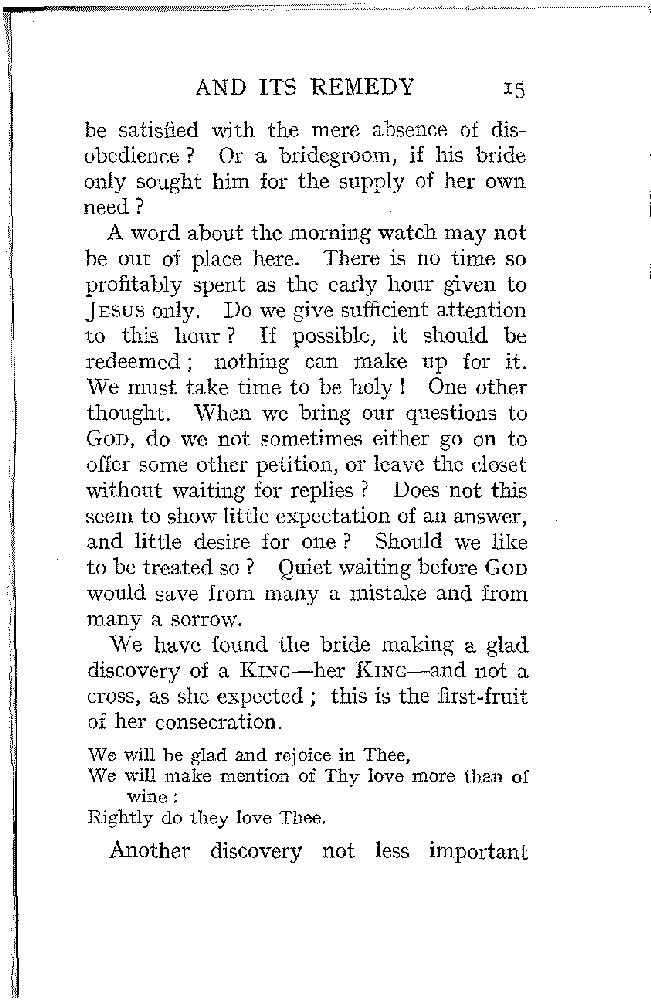 AND ITS REMEDY 15
be satisfied with the mere absence of dis-
obedience ? Or a bridegroom, if his bride
only sought him for the supply of her own
need ?
A word about the morning watch may not
be out of place here. There is no time so
profitably spent as the early hour given to
JESUS only. Do we give sufficient attention
to this hour ? If possible, it should be
redeemed ; nothing can make up for it.
We must take time to be holy ! One other
thought. When we bring our questions to
GOD, do we not sometimes either go on to
offer some other petition, or leave the closet
without waiting for replies ? Does not this
seem to show little expectation of an answer,
and little desire for one ? Should we like
to be treated so ? Quiet waiting before GOD
would save from many a mistake and from
many a sorrow.
We have found the bride making a glad
discovery of a KING—her KING—and not a
cross, as she expected ; this is the first-fruit
of her consecration.
We will be glad and rejoice in Thee,
We will make mention of Thy love more than of
wine :
Rightly do they love Thee.
Another discovery not less important